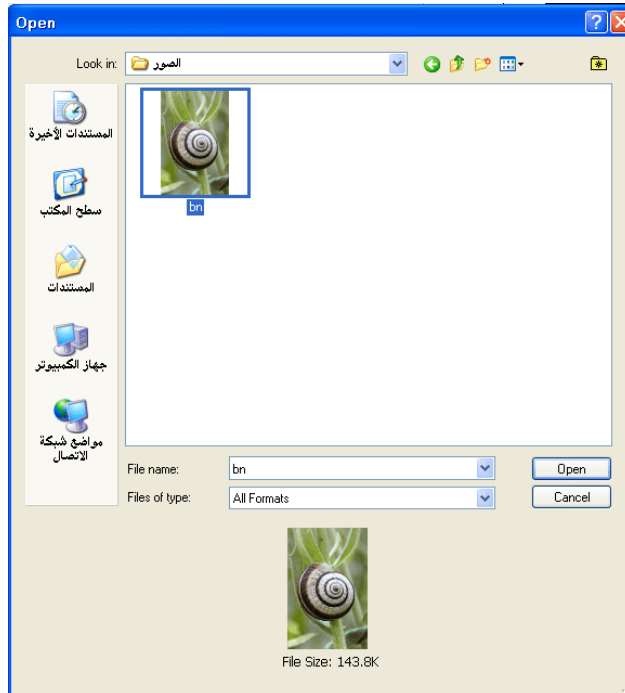 Open
Look in:
الصور
المستندات الأخيرة
سطح المكتب
المستندات
جهاز الكمبيوتر
مواضع شبكة
الاتصال
bn
File name:
bn
Open
Files of type:
All Formats
Cancel
File Size: 143.8K